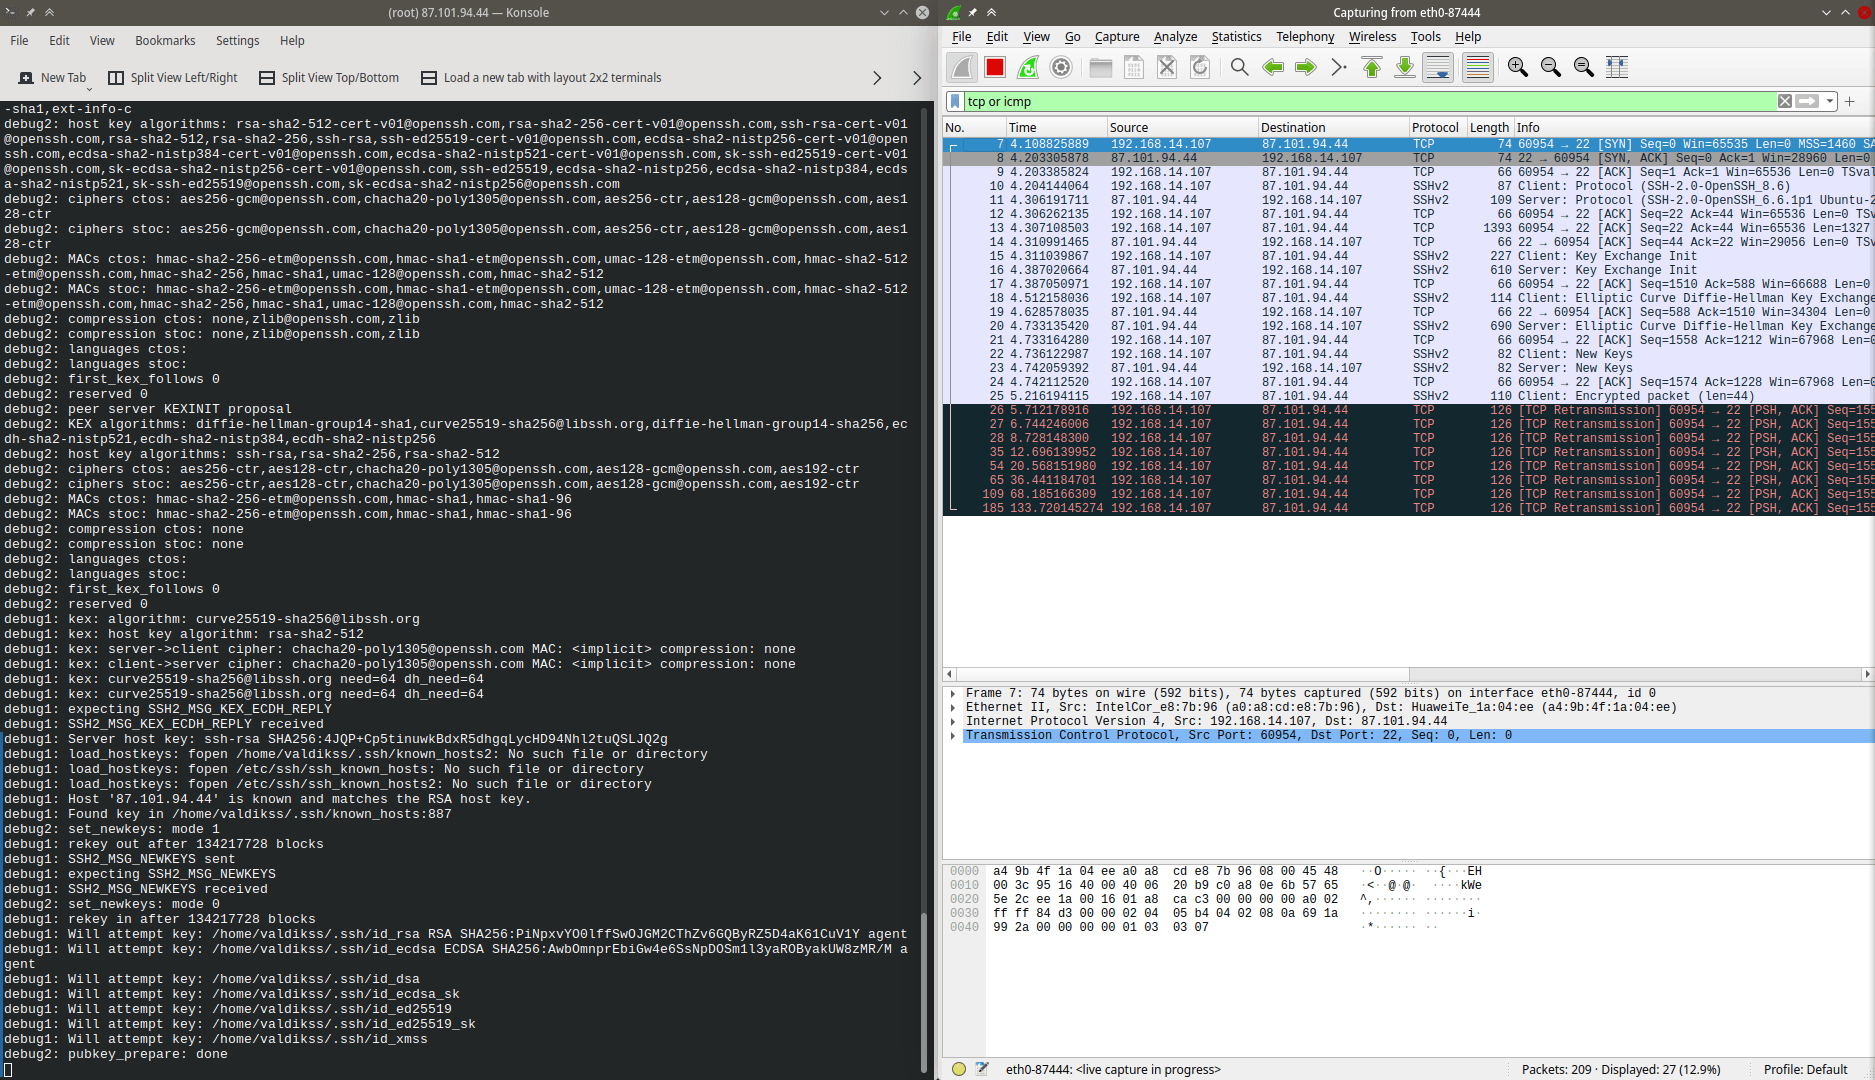 (root) 87.101.94.44 — Konsole
File Edit View Bookmarks Settings Help
New Tab Split View Left/Right Split View Top/Bottom Load a new tab with layout 2x2 terminals
-sha1,ext-info-c
debug2: host key algorithms: rsa-sha2-512-cert-v01@openssh.com,rsa-sha2-256-cert-v01@openssh.com,ssh-rsa-cert-v01
@openssh.com,rsa-sha2-512,rsa-sha2-256,ssh-rsa,ssh-ed25519-cert-v01@openssh.com,ecdsa-sha2-nistp256-cert-v01@open
ssh.com,ecdsa-sha2-nistp384-cert-v01@openssh.com,ecdsa-sha2-nistp521-cert-v01@openssh.com,sk-ssh-ed25519-cert-v01
@openssh.com,sk-ecdsa-sha2-nistp256-cert-v01@openssh.com,ssh-ed25519,ecdsa-sha2-nistp256,ecdsa-sha2-nistp384,ecds
a-sha2-nistp521,sk-ssh-ed25519@openssh.com,sk-ecdsa-sha2-nistp256@openssh.com
debug2: ciphers ctos: aes256-gcm@openssh.com,chacha20-poly1305@openssh.com,aes256-ctr,aes128-gcm@openssh.com,aes1
28-ctr
debug2: ciphers stoc: aes256-gcm@openssh.com,chacha20-poly1305@openssh.com,aes256-ctr,aes128-gcm@openssh.com,aes1
28-ctr
debug2: MACs ctos: hmac-sha2-256-etm@openssh.com,hmac-sha1-etm@openssh.com,umac-128-etm@openssh.com,hmac-sha2-512
-etm@openssh.com,hmac-sha2-256,hmac-sha1,umac-128@openssh.com,hmac-sha2-512
debug2: MACs stoc: hmac-sha2-256-etm@openssh.com,hmac-sha1-etm@openssh.com,umac-128-etm@openssh.com,hmac-sha2-512
-etm@openssh.com,hmac-sha2-256,hmac-sha1,umac-128@openssh.com,hmac-sha2-512
debug2: compression ctos: none,zlib@openssh.com,zlib
debug2: compression stoc: none,zlib@openssh.com,zlib
debug2: languages ctos:
debug2: languages stoc:
debug2: first_kex_follows 0
debug2: reserved 0
debug2: peer server KEXINIT proposal
debug2: KEX algorithms: diffie-hellman-group14-sha1,curve25519-sha256@libssh.org,diffie-hellman-group14-sha256,ec
dh-sha2-nistp521,ecdh-sha2-nistp384,ecdh-sha2-nistp256
debug2: host key algorithms: ssh-rsa,rsa-sha2-256,rsa-sha2-512
debug2: ciphers ctos: aes256-ctr,aes128-ctr,chacha20-poly1305@openssh.com,aes128-gcm@openssh.com,aes192-ctr
debug2: ciphers stoc: aes256-ctr,aes128-ctr,chacha20-poly1305@openssh.com,aes128-gcm@openssh.com,aes192-ctr
debug2: MACs ctos: hmac-sha2-256-etm@openssh.com,hmac-sha1,hmac-sha1-96
debug2: MACs stoc: hmac-sha2-256-etm@openssh.com,hmac-sha1,hmac-sha1-96
debug2: compression ctos: none
debug2: compression stoc: none
debug2: languages ctos:
debug2: languages stoc:
debug2: first_kex_follows 0
debug2: reserved 0
debug1: kex: algorithm: curve25519-sha256@libssh.org
debug1: kex: host key algorithm: rsa-sha2-512
debug1: kex: server->client cipher: chacha20-poly1305@openssh.com MAC: <implicit> compression: none
debug1: kex: client->server cipher: chacha20-poly1305@openssh.com MAC: <implicit> compression: none
debug1: kex: curve25519-sha256@libssh.org need=64 dh_need=64
debug1: kex: curve25519-sha256@libssh.org need=64 dh_need=64
debug1: expecting SSH2_MSG_KEX_ECDH_REPLY
debug1: SSH2_MSG_KEX_ECDH_REPLY received
debug1: Server host key: ssh-rsa SHA256:4JQP+Cp5tinuwkBdxR5dhgqLycHD94Nhl2tuQSLJQ2g
debug1: load_hostkeys: fopen /home/valdikss/.ssh/known_hosts2: No such file or directory
debug1: load_hostkeys: fopen /etc/ssh/ssh_known_hosts: No such file or directory
debug1: load_hostkeys: fopen /etc/ssh/ssh_known_hosts2: No such file or directory
debug1: Host '87.101.94.44' is known and matches the RSA host key.
debug1: Found key in /home/valdikss/.ssh/known_hosts:887
debug2: set_newkeys: mode 1
debug1: rekey out after 134217728 blocks
debug1: SSH2_MSG_NEWKEYS sent
debug1: expecting SSH2_MSG_NEWKEYS
debug1: SSH2_MSG_NEWKEYS received
debug2: set_newkeys: mode 0
debug1: rekey in after 134217728 blocks
debug1: Will attempt key: /home/valdikss/.ssh/id_rsa RSA SHA256:PiNpxvYO0lffSwOJGM2CThZv6GQByRZ5D4aK61CuV1Y agent
debug1: Will attempt key: /home/valdikss/.ssh/id_ecdsa ECDSA SHA256:AwbOmnprEbiGw4e6SsNpDOSm1l3yaROByakUW8zMR/M a
gent
debug1: Will attempt key: /home/valdikss/.ssh/id_dsa
debug1: Will attempt key: /home/valdikss/.ssh/id_ecdsa_sk
debug1: Will attempt key: /home/valdikss/.ssh/id_ed25519
debug1: Will attempt key: /home/valdikss/.ssh/id_ed25519_sk
debug1: Will attempt key: /home/valdikss/.ssh/id_xmss
debug2: pubkey_prepare: done
Capturing from eth0-87444
File Edit View Go Capture Analyze Statistics Telephony Wireless Tools Help
tcp or icmp
No. Time Source Destination Protocol Length Info
7 4.108825889 192.168.14.107 87.101.94.44 TCP 74 60954 → 22 [SYN] Seq=0 Win=65535 Len=0 MSS=1460 SA
8 4.203305878 87.101.94.44 192.168.14.107 TCP 74 22 → 60954 [SYN, ACK] Seq=0 Ack=1 Win=28960 Len=0
9 4.203385824 192.168.14.107 87.101.94.44 TCP 66 60954 → 22 [ACK] Seq=1 Ack=1 Win=65536 Len=0 TSval
10 4.204144064 192.168.14.107 87.101.94.44 SSHv2 87 Client: Protocol (SSH-2.0-OpenSSH_8.6)
11 4.306191711 87.101.94.44 192.168.14.107 SSHv2 109 Server: Protocol (SSH-2.0-OpenSSH_6.6.1p1 Ubuntu-2
12 4.306262135 192.168.14.107 87.101.94.44 TCP 66 60954 → 22 [ACK] Seq=22 Ack=44 Win=65536 Len=0 TSv
13 4.307108503 192.168.14.107 87.101.94.44 TCP 1393 60954 → 22 [ACK] Seq=22 Ack=44 Win=65536 Len=1327
14 4.310991465 87.101.94.44 192.168.14.107 TCP 66 22 → 60954 [ACK] Seq=44 Ack=22 Win=29056 Len=0 TSv
15 4.311039867 192.168.14.107 87.101.94.44 SSHv2 227 Client: Key Exchange Init
16 4.387020664 87.101.94.44 192.168.14.107 SSHv2 610 Server: Key Exchange Init
17 4.387050971 192.168.14.107 87.101.94.44 TCP 66 60954 → 22 [ACK] Seq=1510 Ack=588 Win=66688 Len=0
18 4.512158036 192.168.14.107 87.101.94.44 SSHv2 114 Client: Elliptic Curve Diffie-Hellman Key Exchange
19 4.628578035 87.101.94.44 192.168.14.107 TCP 66 22 → 60954 [ACK] Seq=588 Ack=1510 Win=34304 Len=0
20 4.733135420 87.101.94.44 192.168.14.107 SSHv2 690 Server: Elliptic Curve Diffie-Hellman Key Exchange
21 4.733164280 192.168.14.107 87.101.94.44 TCP 66 60954 → 22 [ACK] Seq=1558 Ack=1212 Win=67968 Len=0
22 4.736122987 192.168.14.107 87.101.94.44 SSHv2 82 Client: New Keys
23 4.742059392 87.101.94.44 192.168.14.107 SSHv2 82 Server: New Keys
24 4.742112520 192.168.14.107 87.101.94.44 TCP 66 60954 → 22 [ACK] Seq=1574 Ack=1228 Win=67968 Len=0
25 5.216194115 192.168.14.107 87.101.94.44 SSHv2 110 Client: Encrypted packet (len=44)
26 5.712178916 192.168.14.107 87.101.94.44 TCP 126 [TCP Retransmission] 60954 → 22 [PSH, ACK] Seq=155
27 6.744246006 192.168.14.107 87.101.94.44 TCP 126 [TCP Retransmission] 60954 → 22 [PSH, ACK] Seq=155
28 8.728148300 192.168.14.107 87.101.94.44 TCP 126 [TCP Retransmission] 60954 → 22 [PSH, ACK] Seq=155
35 12.696139952 192.168.14.107 87.101.94.44 TCP 126 [TCP Retransmission] 60954 → 22 [PSH, ACK] Seq=155
54 20.568151980 192.168.14.107 87.101.94.44 TCP 126 [TCP Retransmission] 60954 → 22 [PSH, ACK] Seq=155
65 36.441184701 192.168.14.107 87.101.94.44 TCP 126 [TCP Retransmission] 60954 → 22 [PSH, ACK] Seq=155
109 68.185166309 192.168.14.107 87.101.94.44 TCP 126 [TCP Retransmission] 60954 → 22 [PSH, ACK] Seq=155
185 133.720145274 192.168.14.107 87.101.94.44 TCP 126 [TCP Retransmission] 60954 → 22 [PSH, ACK] Seq=155
Frame 7: 74 bytes on wire (592 bits), 74 bytes captured (592 bits) on interface eth0-87444, id 0
Ethernet II, Src: IntelCor_e8:7b:96 (a0:a8:cd:e8:7b:96), Dst: HuaweiTe_1a:04:ee (a4:9b:4f:1a:04:ee)
Internet Protocol Version 4, Src: 192.168.14.107, Dst: 87.101.94.44
Transmission Control Protocol, Src Port: 60954, Dst Port: 22, Seq: 0, Len: 0
0000 a4 9b 4f 1a 04 ee a0 a8 cd e8 7b 96 08 00 45 48 ··O····· ··{···EH
0010 00 3c 95 16 40 00 40 06 20 b9 c0 a8 0e 6b 57 65 ·<··@·@· ····kWe
0020 5e 2c ee 1a 00 16 01 a8 ca c3 00 00 00 00 a0 02 ^,······ ········
0030 ff ff 84 d3 00 00 02 04 05 b4 04 02 08 0a 69 1a ········ ······i·
0040 99 2a 00 00 00 00 01 03 03 07 ·*······ ··
eth0-87444: <live capture in progress> Packets: 209 · Displayed: 27 (12.9%) Profile: Default